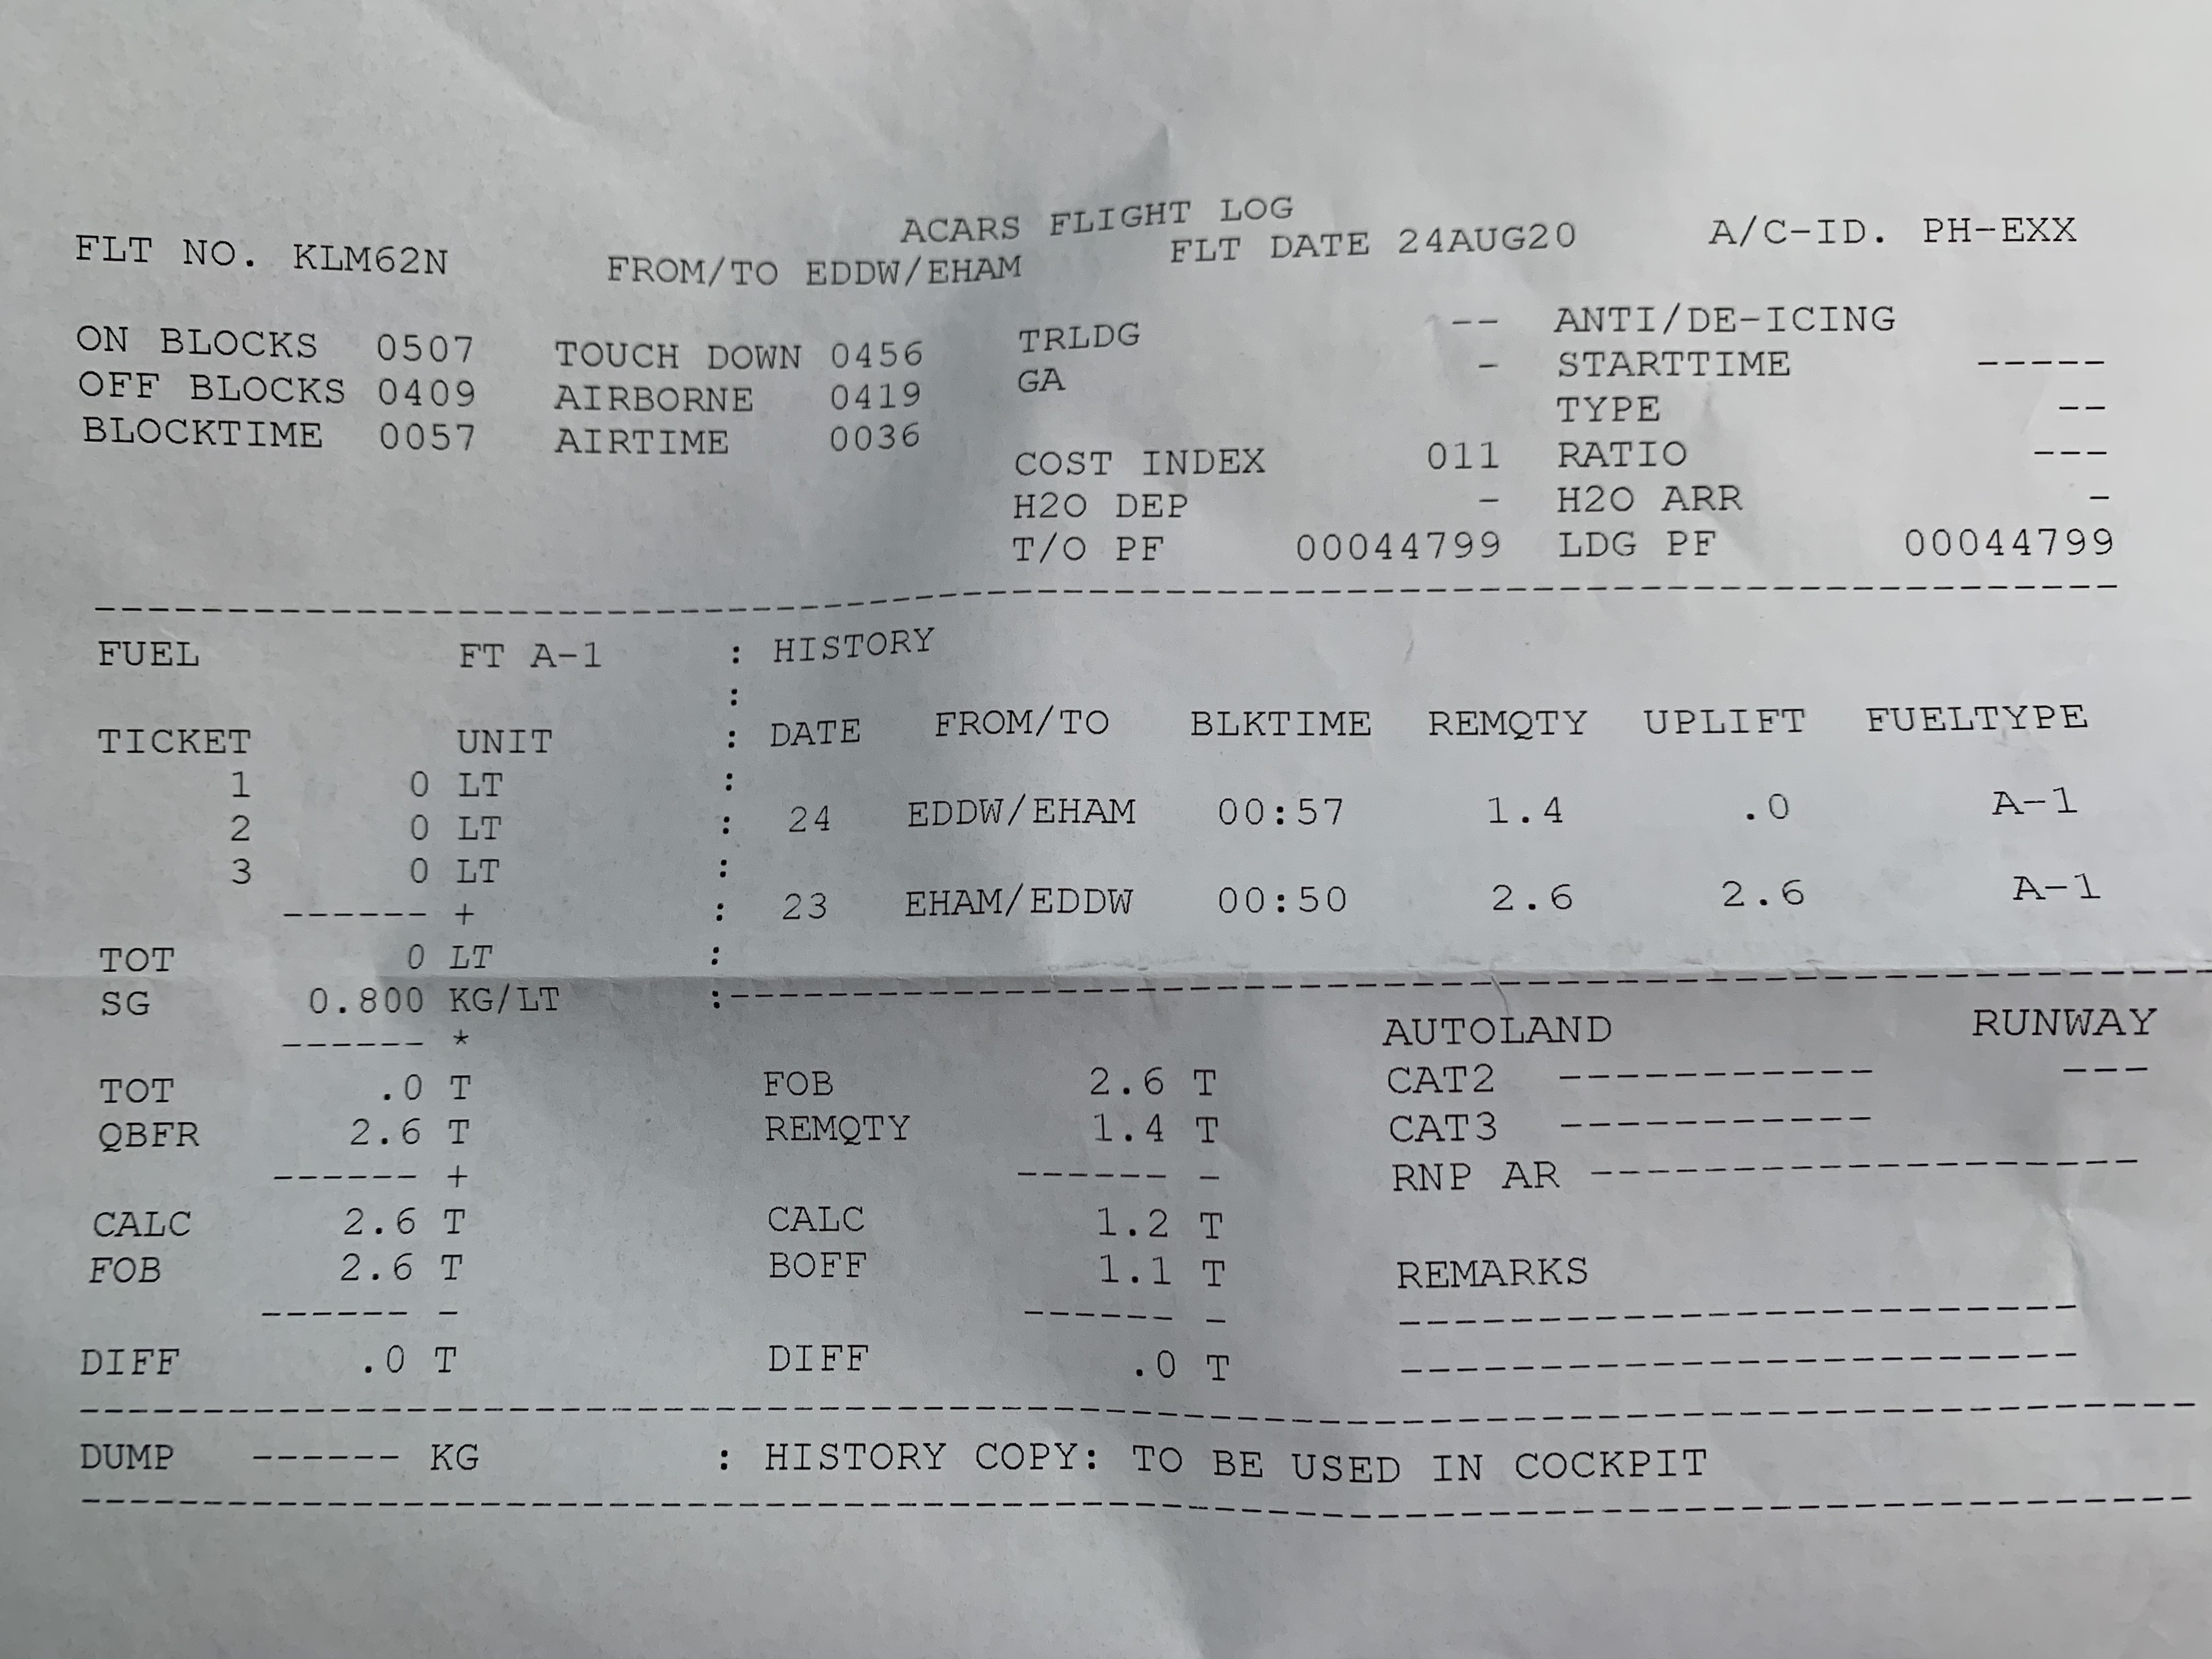 ACARS FLIGHT LOG
FLT NO. KLM62N FROM/TO EDDW/EHAM FLT DATE 24AUG20 A/C-ID. PH-EXX
ON BLOCKS 0507 TOUCH DOWN 0456 TRLDG -- ANTI/DE-ICING
OFF BLOCKS 0409 AIRBORNE 0419 GA - STARTTIME -----
BLOCKTIME 0057 AIRTIME 0036 TYPE --
COST INDEX 011 RATIO ---
H2O DEP - H2O ARR -
T/O PF 00044799 LDG PF 00044799
--------------------------------------------------------------------------
FUEL FT A-1 : HISTORY
:
TICKET UNIT : DATE FROM/TO BLKTIME REMQTY UPLIFT FUELTYPE
1 0 LT :
2 0 LT : 24 EDDW/EHAM 00:57 1.4 .0 A-1
3 0 LT :
------ + : 23 EHAM/EDDW 00:50 2.6 2.6 A-1
TOT 0 LT :
SG 0.800 KG/LT :------------------------------------------------------
------ * AUTOLAND RUNWAY
TOT .0 T FOB 2.6 T CAT2 ----------- ---
QBFR 2.6 T REMQTY 1.4 T CAT3 -----------
------ + ------ - RNP AR --------------------
CALC 2.6 T CALC 1.2 T
FOB 2.6 T BOFF 1.1 T REMARKS
------ - ------ - -------------------------
DIFF .0 T DIFF .0 T -------------------------
--------------------------------------------------------------------------
DUMP ------ KG : HISTORY COPY: TO BE USED IN COCKPIT
--------------------------------------------------------------------------